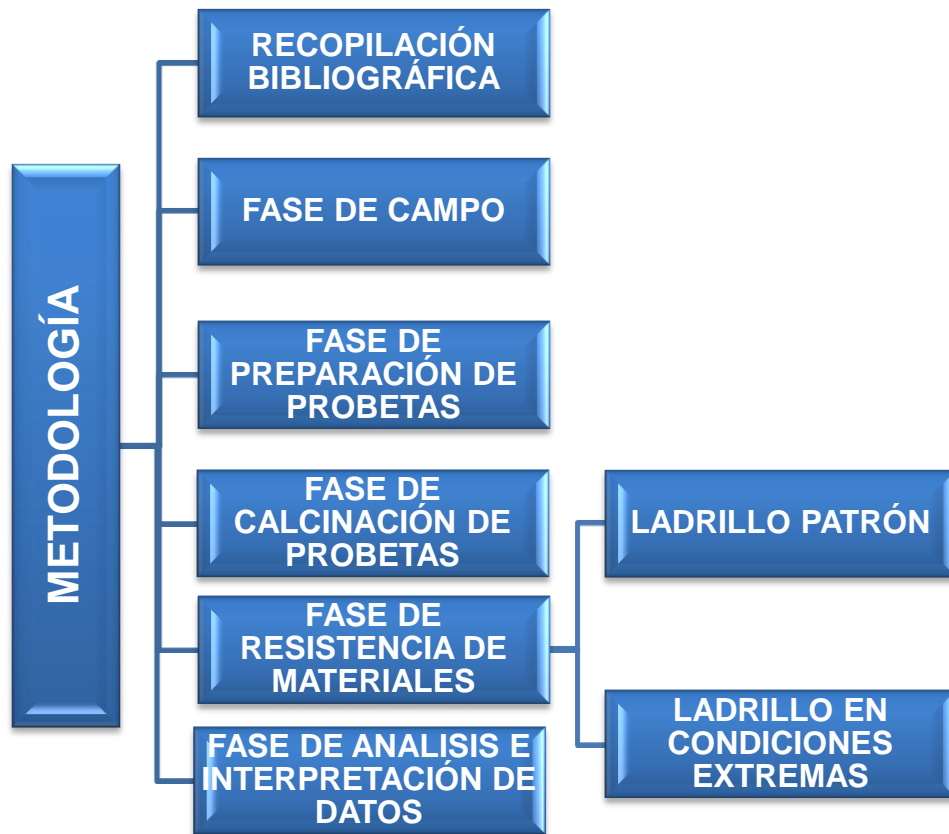 METODOLOGÍA
RECOPILACIÓN
BIBLIOGRÁFICA
FASE DE CAMPO
FASE DE
PREPARACIÓN DE
PROBETAS
FASE DE
CALCINACIÓN DE
PROBETAS
FASE DE
RESISTENCIA DE
MATERIALES
LADRILLO PATRÓN
LADRILLO EN
CONDICIONES
EXTREMAS
FASE DE ANALISIS E
INTERPRETACIÓN DE
DATOS